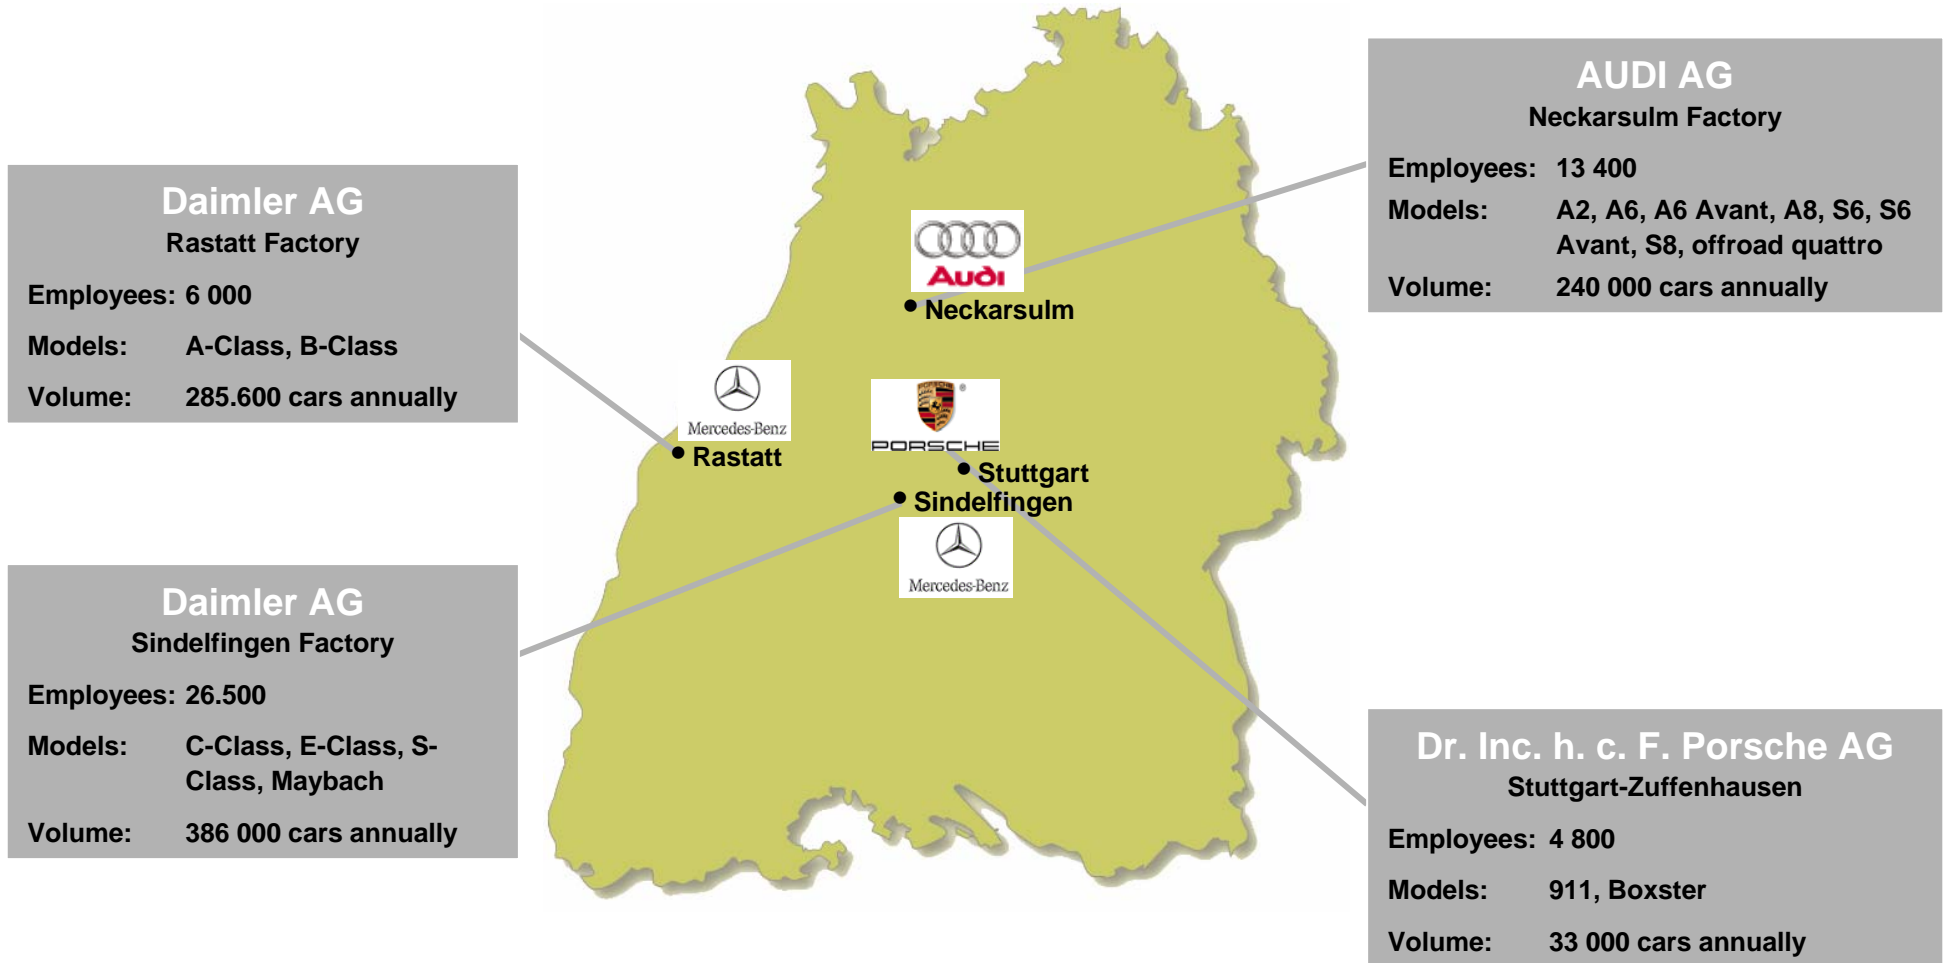 AUDI AG
Neckarsulm Factory
Employees: 13 400
Models: A2, A6, A6 Avant, A8, S6, S6
Avant, S8, offroad quattro
Volume: 240 000 cars annually
Daimler AG
Rastatt Factory
Employees: 6 000
Models: A-Class, B-Class
Volume: 285.600 cars annually
Audi
Neckarsulm
Mercedes-Benz
Rastatt
PORSCHE
®
PORSCHE
Stuttgart
Sindelfingen
Mercedes-Benz
Daimler AG
Sindelfingen Factory
Employees: 26.500
Models: C-Class, E-Class, S-
Class, Maybach
Volume: 386 000 cars annually
Dr. Inc. h. c. F. Porsche AG
Stuttgart-Zuffenhausen
Employees: 4 800
Models: 911, Boxster
Volume: 33 000 cars annually